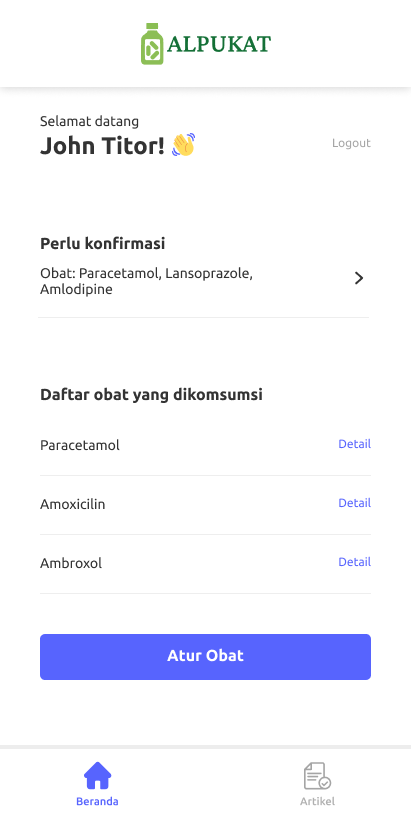 ALPUKAT
Selamat datang
John Titor! 👋
Logout
Perlu konfirmasi
Obat: Paracetamol, Lansoprazole,
Amlodipine
Daftar obat yang dikomsumsi
Paracetamol
Detail
Amoxicilin
Detail
Ambroxol
Detail
Atur Obat
Beranda
Artikel